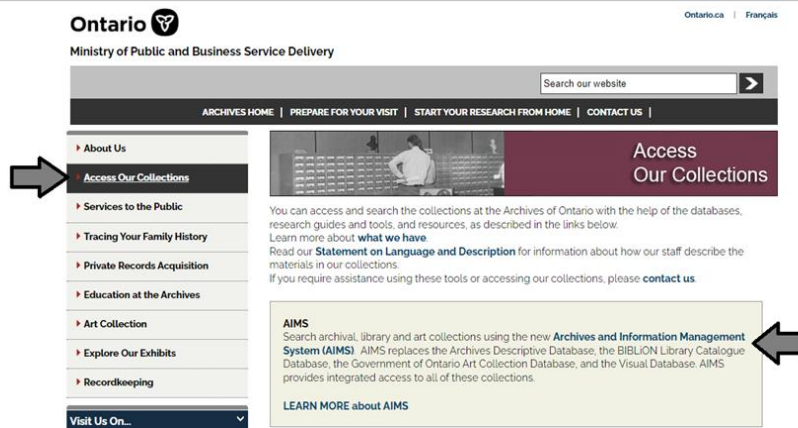 Ontario
Ontario.ca | Français
Ministry of Public and Business Service Delivery
Search our website
ARCHIVES HOME | PREPARE FOR YOUR VISIT | START YOUR RESEARCH FROM HOME | CONTACT US |
About Us
Access Our Collections
Services to the Public
Tracing Your Family History
Private Records Acquisition
Education at the Archives
Art Collection
Explore Our Exhibits
Recordkeeping
Visit Us On...
Access
Our Collections
You can access and search the collections at the Archives of Ontario with the help of the databases,
research guides and tools, and resources, as described in the links below.
Learn more about what we have.
Read our Statement on Language and Description for information about how our staff describe the
materials in our collections.
If you require assistance using these tools or accessing our collections, please contact us.
AIMS
Search archival, library and art collections using the new Archives and Information Management
System (AIMS). AIMS replaces the Archives Descriptive Database, the BIBLiON Library Catalogue
Database, the Government of Ontario Art Collection Database, and the Visual Database. AIMS
provides integrated access to all of these collections.
LEARN MORE about AIMS